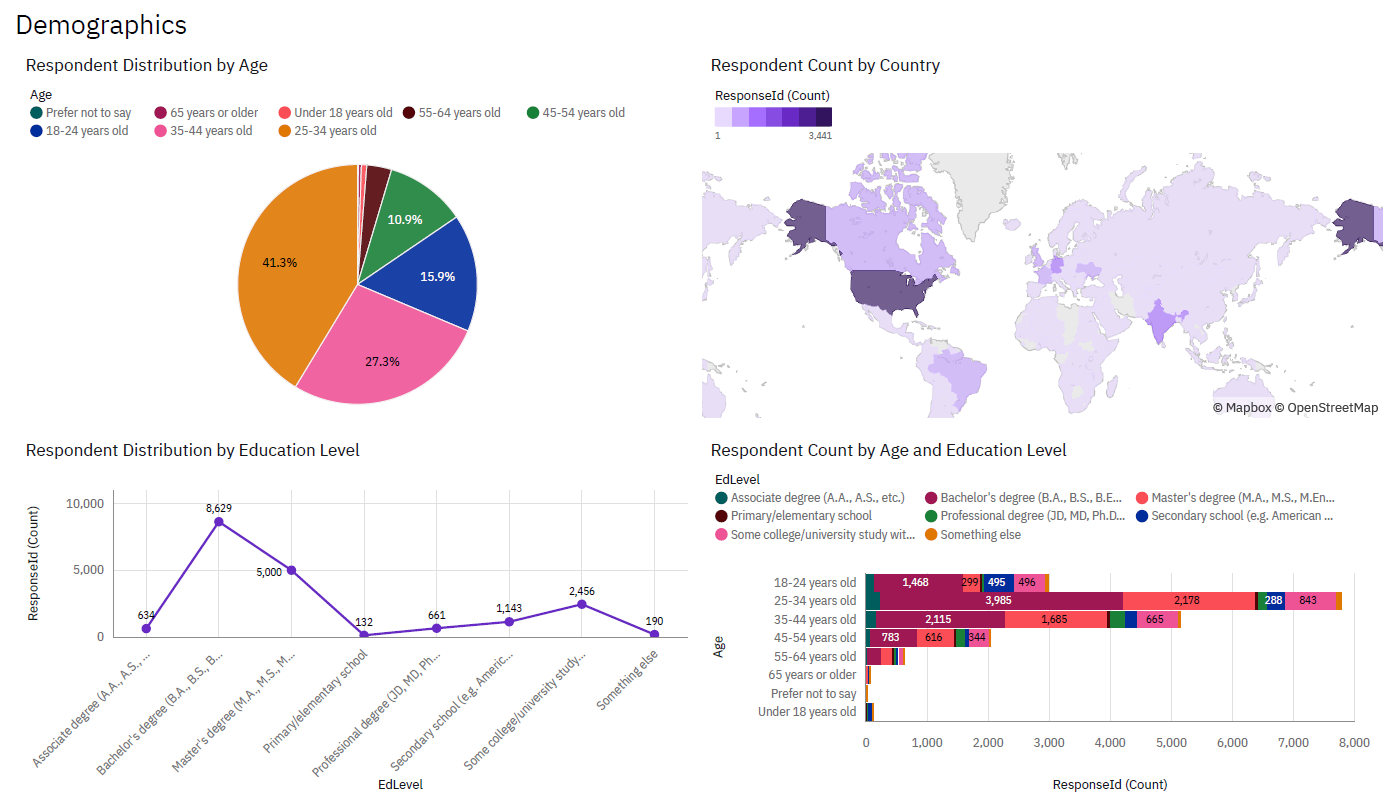 Demographics
Respondent Distribution by Age
Age
Prefer not to say
65 years or older
Under 18 years old
55-64 years old
45-54 years old
18-24 years old
35-44 years old
25-34 years old
10.9%
41.3%
15.9%
27.3%
Respondent Count by Country
ResponseId (Count)
1
3,441
© Mapbox © OpenStreetMap
Respondent Distribution by Education Level
ResponseId (Count)
10,000
5,000
0
634
8,629
5,000
132
661
1,143
2,456
190
Associate degree (A.A., A.S., ...
Bachelor's degree (B.A., B.S., B...
Master's degree (M.A., M.S., M...
Primary/elementary school
Professional degree (JD, MD, Ph...
Secondary school (e.g. Americ...
Some college/university study...
Something else
EdLevel
Respondent Count by Age and Education Level
EdLevel
Associate degree (A.A., A.S., etc.)
Bachelor's degree (B.A., B.S., B.E...
Master's degree (M.A., M.S., M.En...
Primary/elementary school
Professional degree (JD, MD, Ph.D...
Secondary school (e.g. American ...
Some college/university study wit...
Something else
Age
18-24 years old
1,468
299
495
496
25-34 years old
3,985
2,178
288
843
35-44 years old
2,115
1,685
665
45-54 years old
783
616
344
55-64 years old
65 years or older
Prefer not to say
Under 18 years old
0
1,000
2,000
3,000
4,000
5,000
6,000
7,000
8,000
ResponseId (Count)